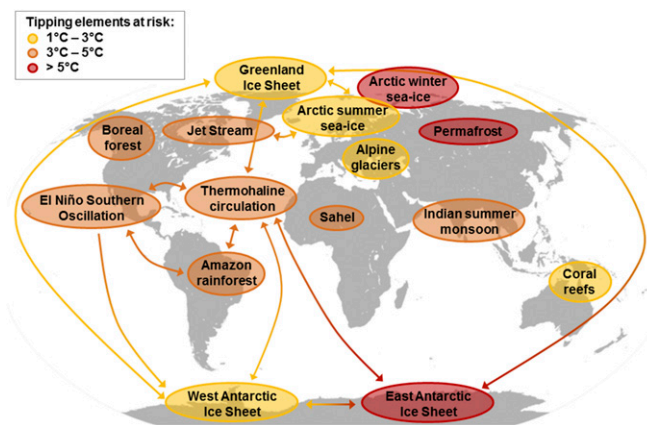 Tipping elements at risk:
1°C – 3°C
3°C – 5°C
> 5°C
Greenland
Ice Sheet
Arctic winter
sea-ice
Arctic summer
sea-ice
Boreal
forest
Jet Stream
Permafrost
Alpine
glaciers
El Niño Southern
Oscillation
Thermohaline
circulation
Sahel
Indian summer
monsoon
Amazon
rainforest
Coral
reefs
West Antarctic
Ice Sheet
East Antarctic
Ice Sheet